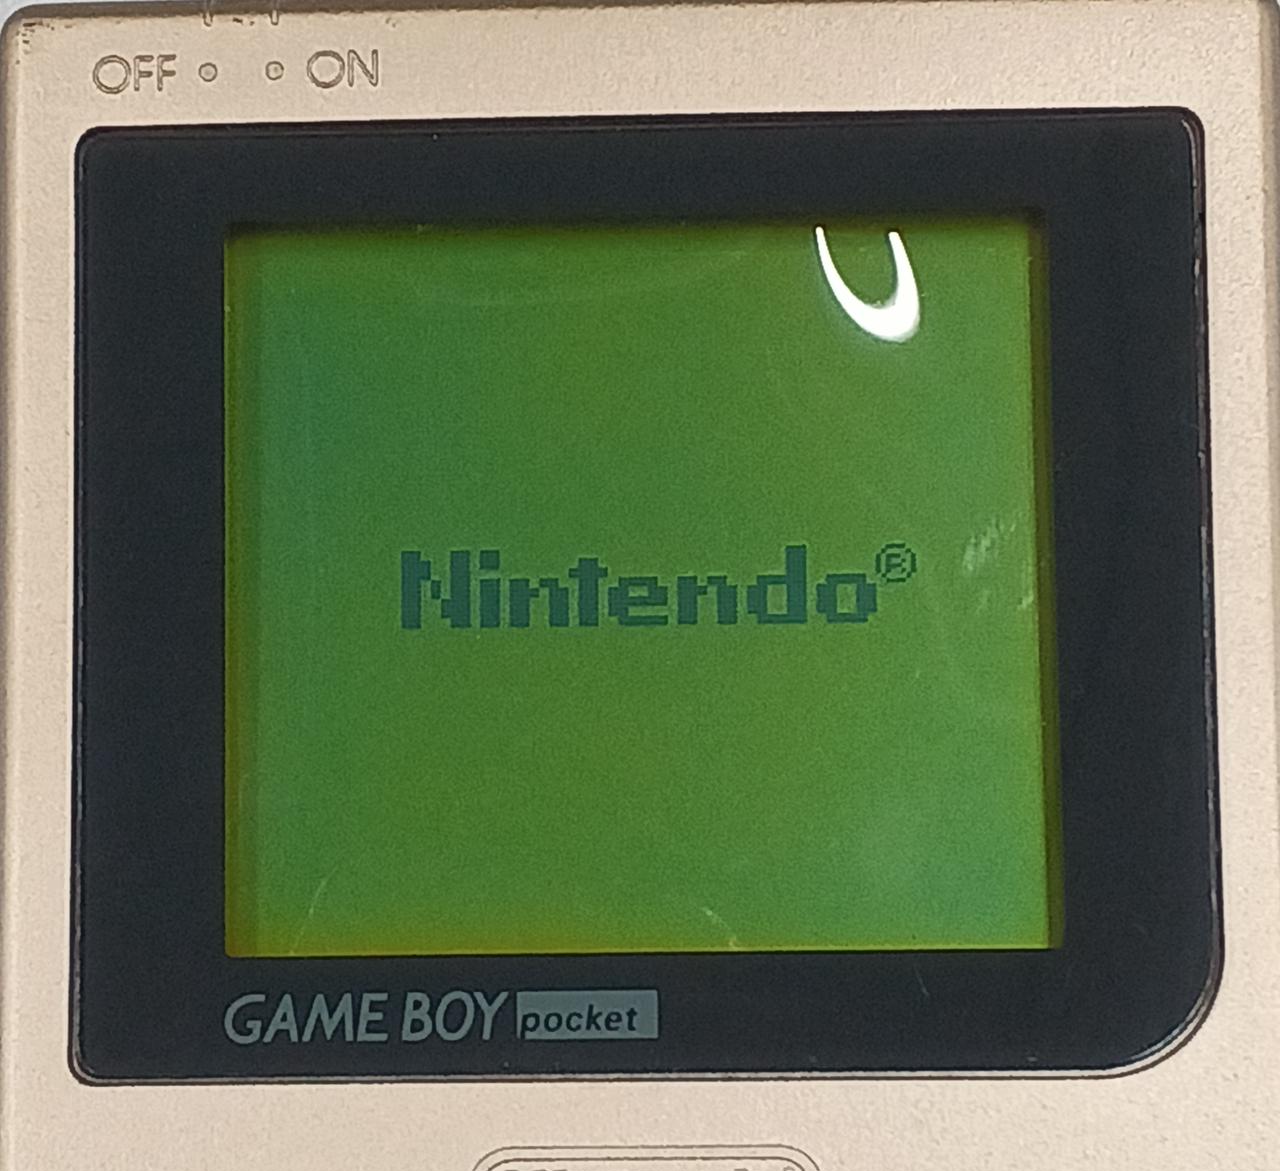 OFF ON
Nintendo®
GAME BOY pocket